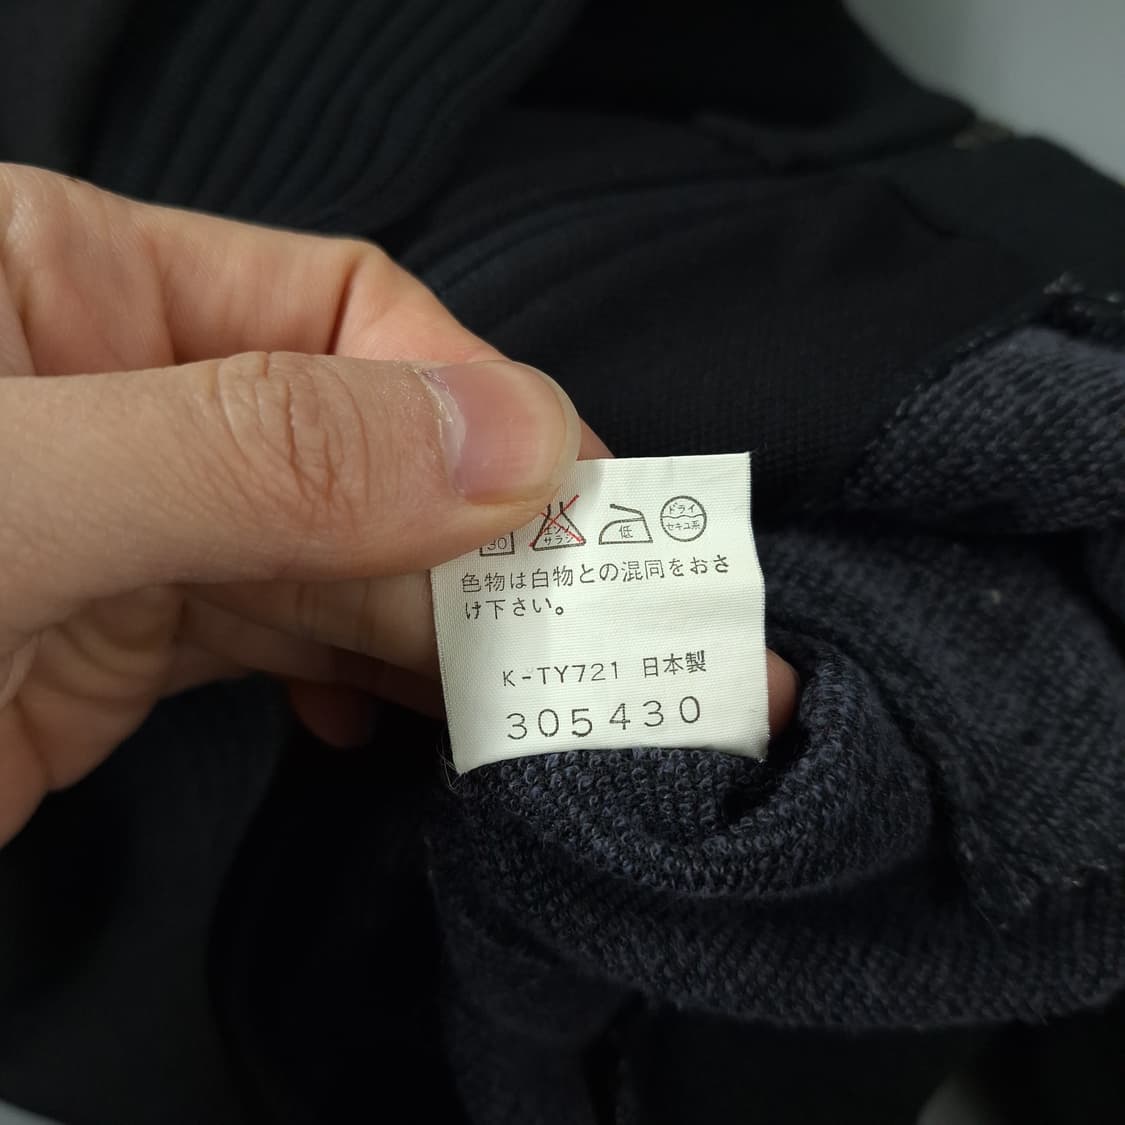 30 エンソサラシ 低 ドライ セキユ系
色物は白物との混同をおさ
け下さい。
K-TY721 日本製
305430